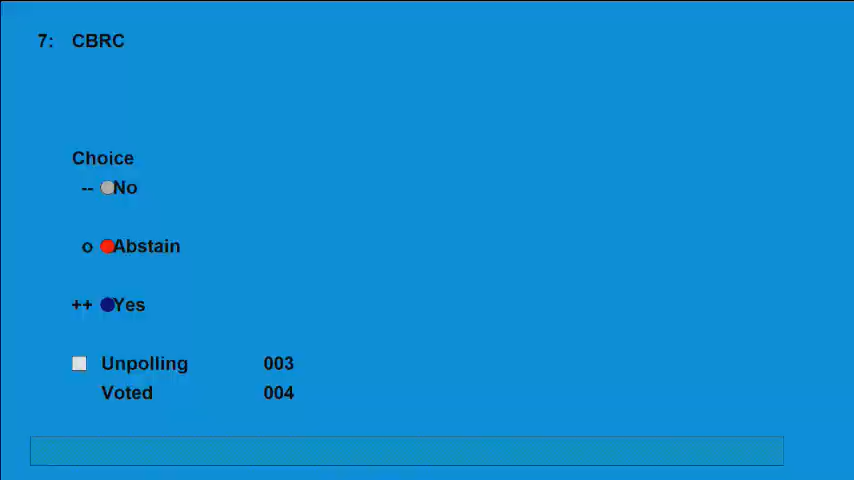 7: CBRC
Choice
-- No
o Abstain
++ Yes
Unpolling 003
Voted 004